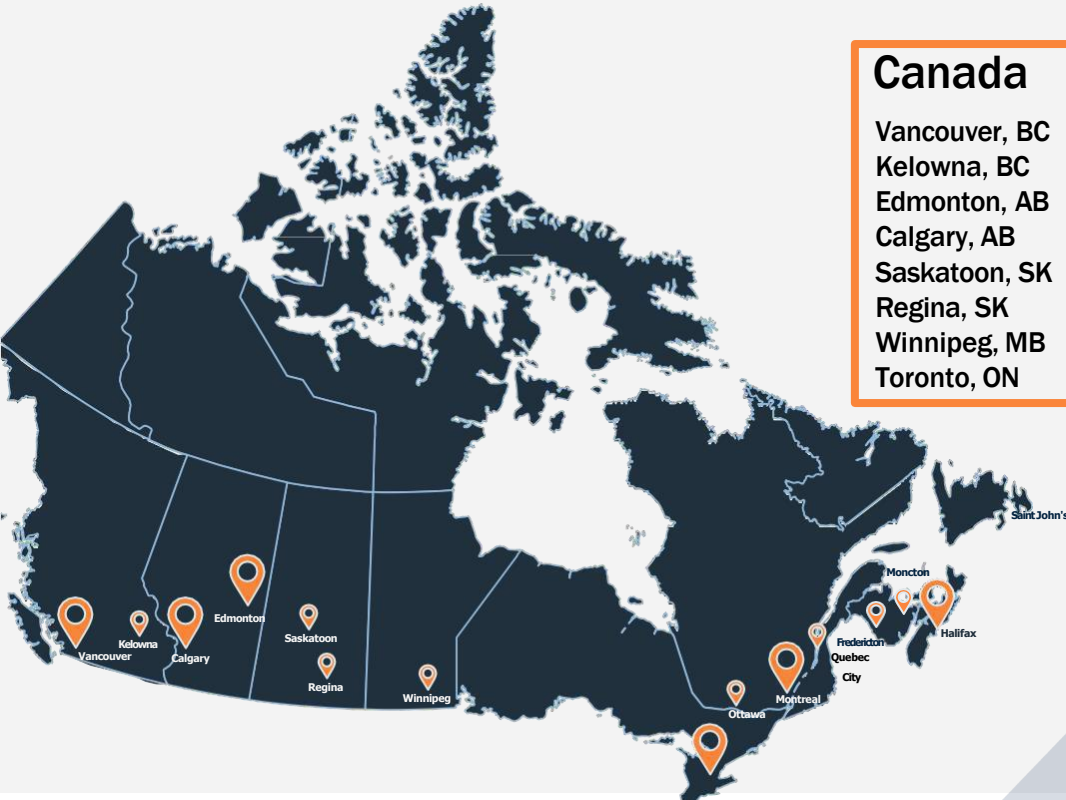 Canada
Vancouver, BC
Kelowna, BC
Edmonton, AB
Calgary, AB
Saskatoon, SK
Regina, SK
Winnipeg, MB
Toronto, ON
Saint John's
Moncton
Edmonton
Saskatoon
Kelowna
Vancouver
Calgary
Halifax
Fredericton
Quebec
City
Regina
Winnipeg
Montreal
Ottawa